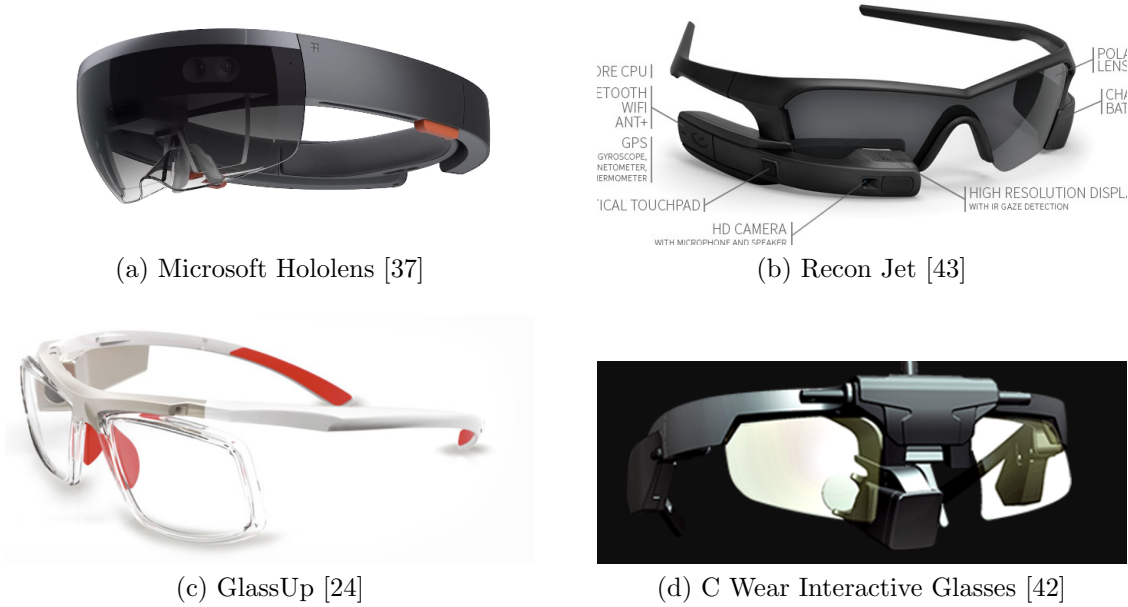 ORE CPU
ETOOTH
WIFI
ANT+
GPS
GYROSCOPE,
NETOMETER,
HERMOMETER
ICAL TOUCHPAD
HD CAMERA
WITH MICROPHONE AND SPEAKER
HIGH RESOLUTION DISPLA
WITH IR GAZE DETECTION
POLA
LENS
CHA
BAT
(a) Microsoft Hololens [37]
(b) Recon Jet [43]
(c) GlassUp [24]
(d) C Wear Interactive Glasses [42]